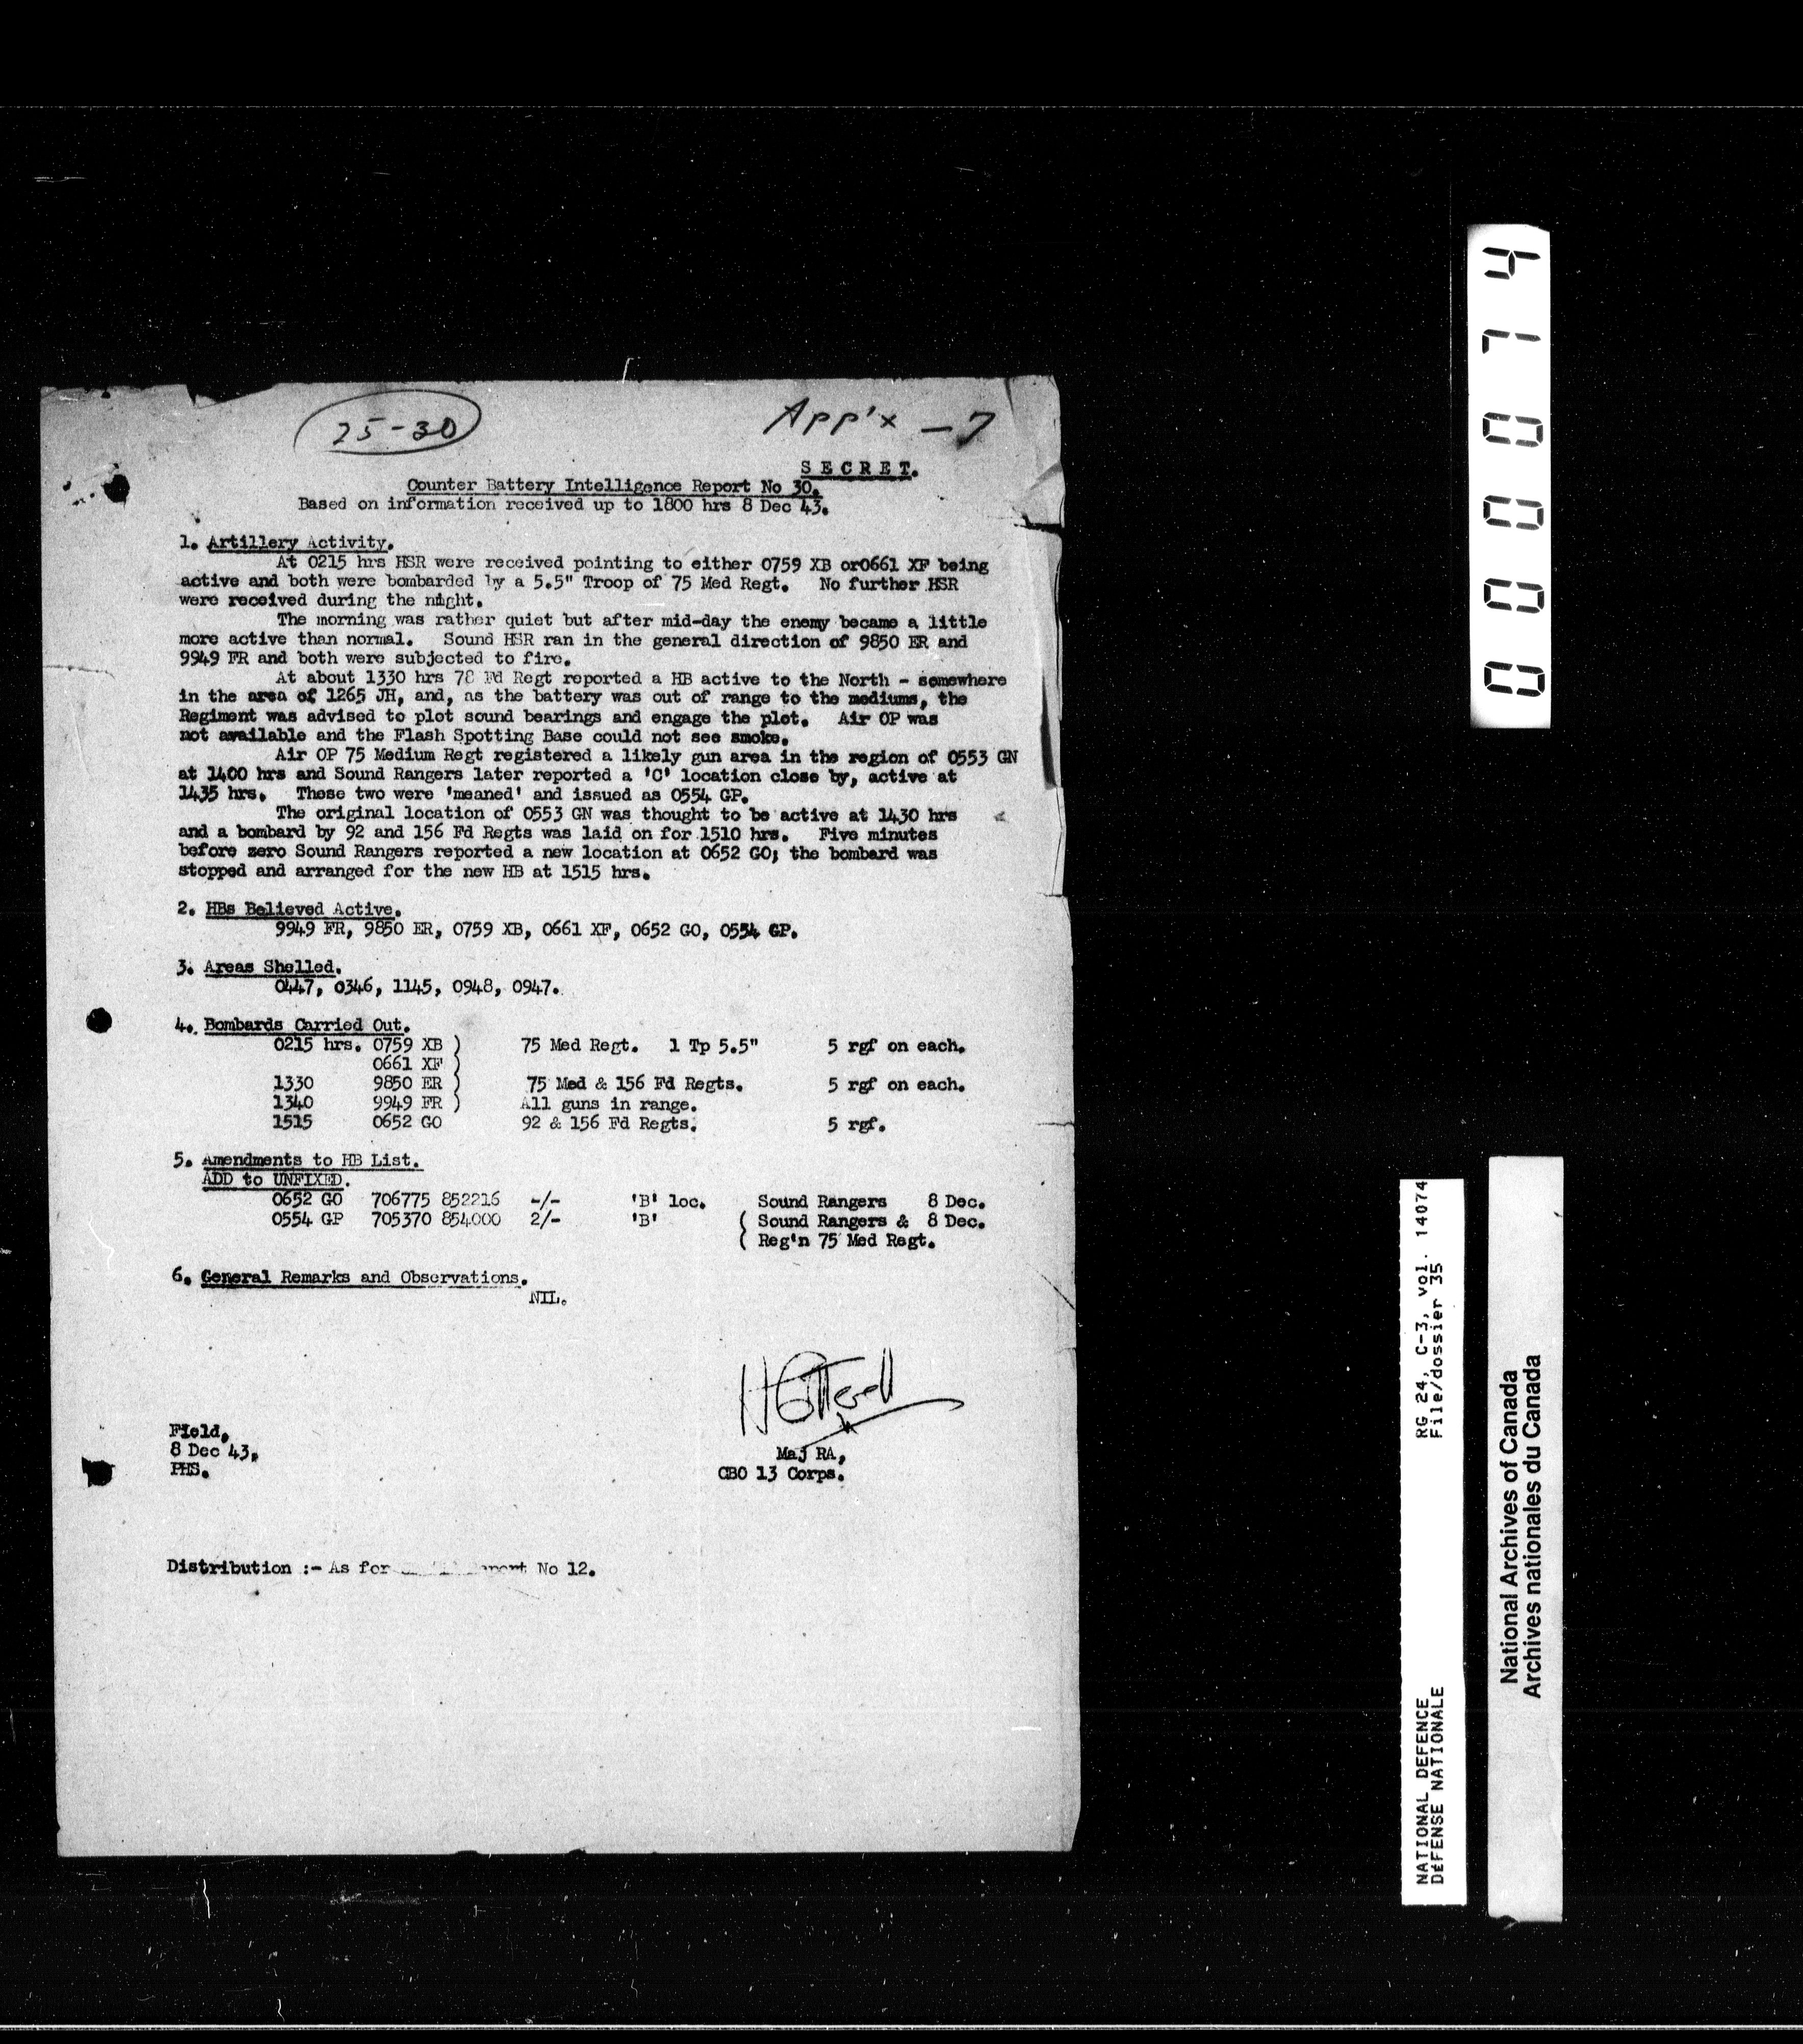 25-30
App'x - 7
SECRET.
Counter Battery Intelligence Report No 30.
Based on information received up to 1800 hrs 8 Dec 43.
1. Artillery Activity.
At 0215 hrs HSR were received pointing to either 0759 XB or0661 XF being
active and both were bombarded by a 5.5" Troop of 75 Med Regt. No further HSR
were received during the night.
The morning was rather quiet but after mid-day the enemy became a little
more active than normal. Sound HSR ran in the general direction of 9850 ER and
9949 FR and both were subjected to fire.
At about 1330 hrs 78 Fd Regt reported a HB active to the North - somewhere
in the area of 1265 JH, and, as the battery was out of range to the mediums, the
Regiment was advised to plot sound bearings and engage the plot. Air OP was
not available and the Flash Spotting Base could not see smoke.
Air OP 75 Medium Regt registered a likely gun area in the region of 0553 GN
at 1400 hrs and Sound Rangers later reported a 'C' location close by, active at
1435 hrs. These two were 'meaned' and issued as 0554 GP.
The original location of 0553 GN was thought to be active at 1430 hrs
and a bombard by 92 and 156 Fd Regts was laid on for 1510 hrs. Five minutes
before zero Sound Rangers reported a new location at 0652 GO; the bombard was
stopped and arranged for the new HB at 1515 hrs.
2. HBs Believed Active.
9949 FR, 9850 ER, 0759 XB, 0661 XF, 0652 GO, 0554 GP.
3. Areas Shelled.
0447, 0346, 1145, 0948, 0947.
4. Bombards Carried Out.
0215 hrs. 0759 XB ) 75 Med Regt. 1 Tp 5.5" 5 rgf on each.
0661 XF )
1330 9850 ER ) 75 Med & 156 Fd Regts. 5 rgf on each.
1340 9949 FR ) All guns in range.
1515 0652 GO 92 & 156 Fd Regts. 5 rgf.
5. Amendments to HB List.
ADD to UNFIXED.
0652 GO 706775 852216 -/- 'B' loc. Sound Rangers 8 Dec.
0554 GP 705370 854000 2/- 'B' ( Sound Rangers & 8 Dec.
( Reg'n 75 Med Regt.
6. General Remarks and Observations.
NIL.
Field,
8 Dec 43.
PHS.
Maj RA,
CBO 13 Corps.
Distribution :- As for Report No 12.
000074
RG 24, C-3, vol. 14074
File/dossier 35
NATIONAL DEFENCE
DÉFENSE NATIONALE
National Archives of Canada
Archives nationales du Canada